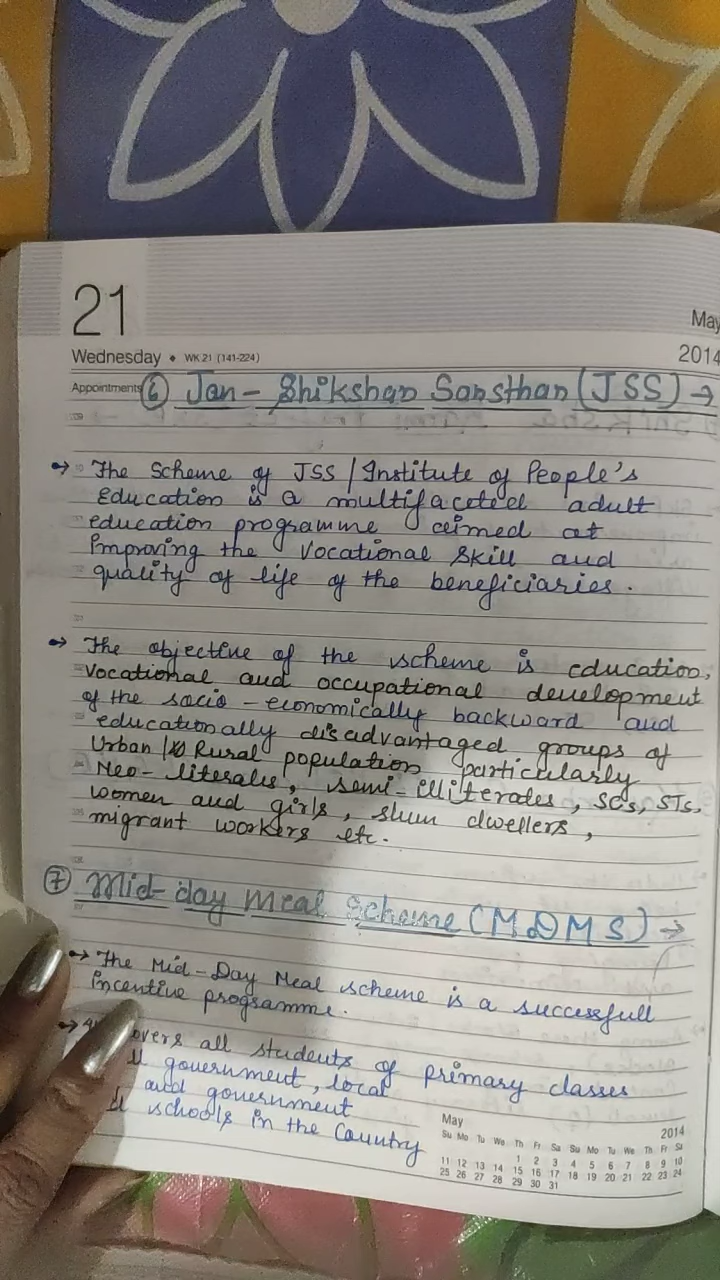 21
May
Wednesday • WK 21 (141-224)
2014
Appointments
⑥ Jan-Shikshan Sansthan (JSS) →
→ The Scheme of JSS/Institute of People's
Education is a multifaceted adult
education programme aimed at
improving the vocational skill and
quality of life of the beneficiaries.
→ The objective of the scheme is education,
vocational and occupational development
of the socio-economically backward and
educationally disadvantaged groups of
Urban / Rural population particularly
Neo-literales, semi-illiterates, SCs, STs,
women and girls, slum dwellers,
migrant workers etc.
⑦ Mid-day Meal Scheme (MDMS) →
→ The Mid-Day Meal scheme is a successfull
incentive programme.
→ overs all students of primary classes
government, local
and government
schools in the Country
May 2014
Su Mo Tu We Th Fr Sa Su Mo Tu We Th Fr Sa
1 2 3 4 5 6 7 8 9 10
11 12 13 14 15 16 17 18 19 20 21 22 23 24
25 26 27 28 29 30 31